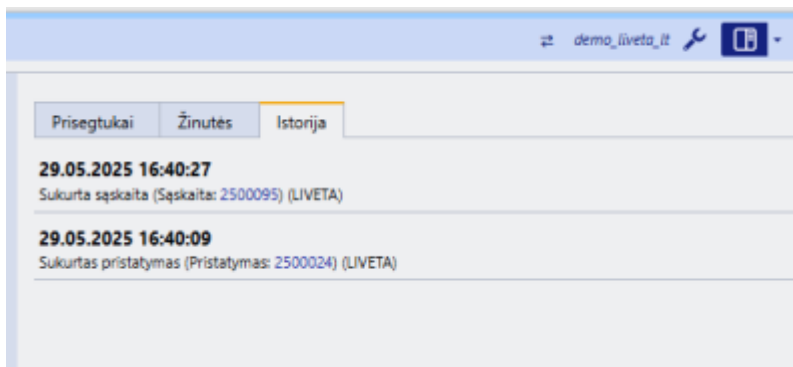 demo_liveta_lt
Prisegtukai Žinutės Istorija
29.05.2025 16:40:27
Sukurta sąskaita (Sąskaita: 2500095) (LIVETA)
29.05.2025 16:40:09
Sukurtas pristatymas (Pristatymas: 2500024) (LIVETA)